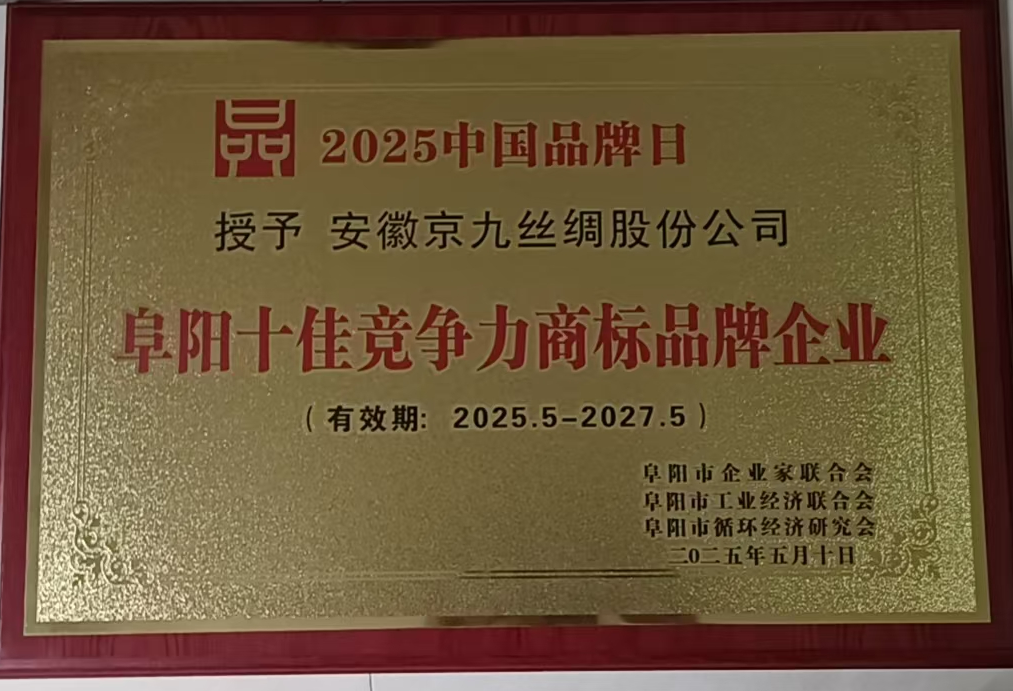 品
2025中国品牌日
授予 安徽京九丝绸股份公司
阜阳十佳竞争力商标品牌企业
（有效期：2025.5-2027.5）
阜阳市企业家联合会
阜阳市工业经济联合会
阜阳市循环经济研究会
二0二五年五月十日